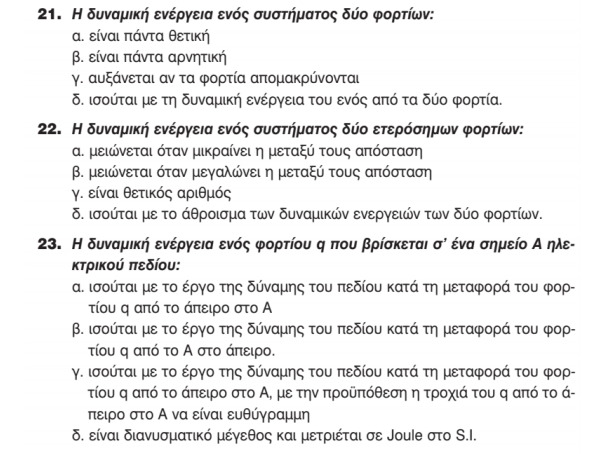 21. Η δυναμική ενέργεια ενός συστήματος δύο φορτίων:
α. είναι πάντα θετική
β. είναι πάντα αρνητική
γ. αυξάνεται αν τα φορτία απομακρύνονται
δ. ισούται με τη δυναμική ενέργεια του ενός από τα δύο φορτία.
22. Η δυναμική ενέργεια ενός συστήματος δύο ετερόσημων φορτίων:
α. μειώνεται όταν μικραίνει η μεταξύ τους απόσταση
β. μειώνεται όταν μεγαλώνει η μεταξύ τους απόσταση
γ. είναι θετικός αριθμός
δ. ισούται με το άθροισμα των δυναμικών ενεργειών των δύο φορτίων.
23. Η δυναμική ενέργεια ενός φορτίου q που βρίσκεται σ' ένα σημείο Α ηλε-
κτρικού πεδίου:
α. ισούται με το έργο της δύναμης του πεδίου κατά τη μεταφορά του φορ-
τίου q από το άπειρο στο Α
β. ισούται με το έργο της δύναμης του πεδίου κατά τη μεταφορά του φορ-
τίου q από το Α στο άπειρο.
γ. ισούται με το έργο της δύναμης του πεδίου κατά τη μεταφορά του φορ-
τίου q από το άπειρο στο Α, με την προϋπόθεση η τροχιά του q από το ά-
πειρο στο Α να είναι ευθύγραμμη
δ. είναι διανυσματικό μέγεθος και μετριέται σε Joule στο S.I.